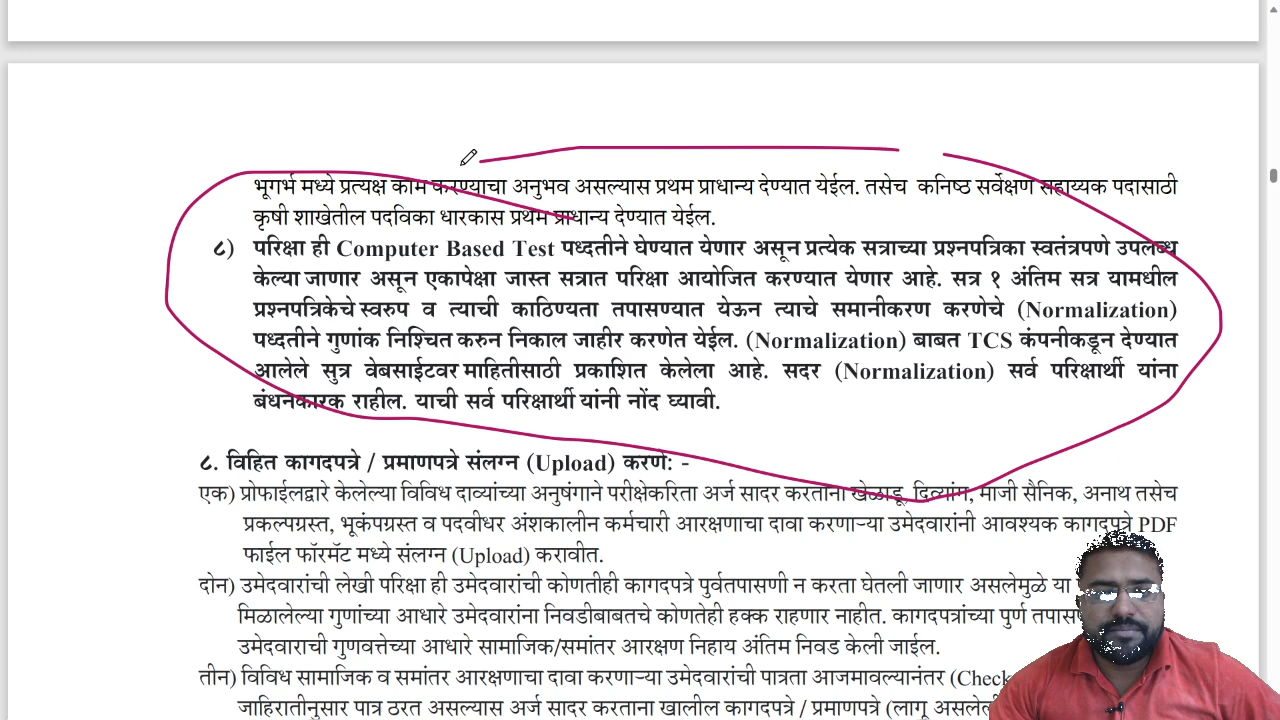 भूगर्भ मध्ये प्रत्यक्ष काम करण्याचा अनुभव असल्यास प्रथम प्राधान्य देण्यात येईल. तसेच कनिष्ठ सर्वेक्षण सहाय्यक पदासाठी
कृषी शाखेतील पदविका धारकास प्रथम प्राधान्य देण्यात येईल.
८) परिक्षा ही Computer Based Test पध्दतीने घेण्यात येणार असून प्रत्येक सत्राच्या प्रश्नपत्रिका स्वतंत्रपणे उपलब्ध
केल्या जाणार असून एकापेक्षा जास्त सत्रात परिक्षा आयोजित करण्यात येणार आहे. सत्र १ अंतिम सत्र यामधील
प्रश्नपत्रिकेचे स्वरुप व त्याची काठिण्यता तपासण्यात येऊन त्याचे समानीकरण करणेचे (Normalization)
पध्दतीने गुणांक निश्चित करुन निकाल जाहीर करणेत येईल. (Normalization) बाबत TCS कंपनीकडून देण्यात
आलेले सुत्र वेबसाईटवर माहितीसाठी प्रकाशित केलेला आहे. सदर (Normalization) सर्व परिक्षार्थी यांना
बंधनकारक राहील. याची सर्व परिक्षार्थी यांनी नोंद घ्यावी.
८. विहित कागदपत्रे / प्रमाणपत्रे संलग्न (Upload) करणे: -
एक) प्रोफाईलद्वारे केलेल्या विविध दाव्यांच्या अनुषंगाने परीक्षेकरिता अर्ज सादर करताना खेळाडू, दिव्यांग, माजी सैनिक, अनाथ तसेच
प्रकल्पग्रस्त, भूकंपग्रस्त व पदवीधर अंशकालीन कर्मचारी आरक्षणाचा दावा करणाऱ्या उमेदवारांनी आवश्यक कागदपत्रे PDF
फाईल फॉरमॅट मध्ये संलग्न (Upload) करावीत.
दोन) उमेदवारांची लेखी परिक्षा ही उमेदवारांची कोणतीही कागदपत्रे पुर्वतपासणी न करता घेतली जाणार असलेमुळे या
मिळालेल्या गुणांच्या आधारे उमेदवारांना निवडीबाबतचे कोणतेही हक्क राहणार नाहीत. कागदपत्रांच्या पुर्ण
उमेदवाराची गुणवत्तेच्या आधारे सामाजिक/समांतर आरक्षण निहाय अंतिम निवड केली जाईल.
तीन) विविध सामाजिक व समांतर आरक्षणाचा दावा करणाऱ्या उमेदवारांची पात्रता आजमावल्यानंतर (Check
जाहिरातीनुसार पात्र ठरत असल्यास अर्ज सादर करताना खालील कागदपत्रे / प्रमाणपत्रे (लागू